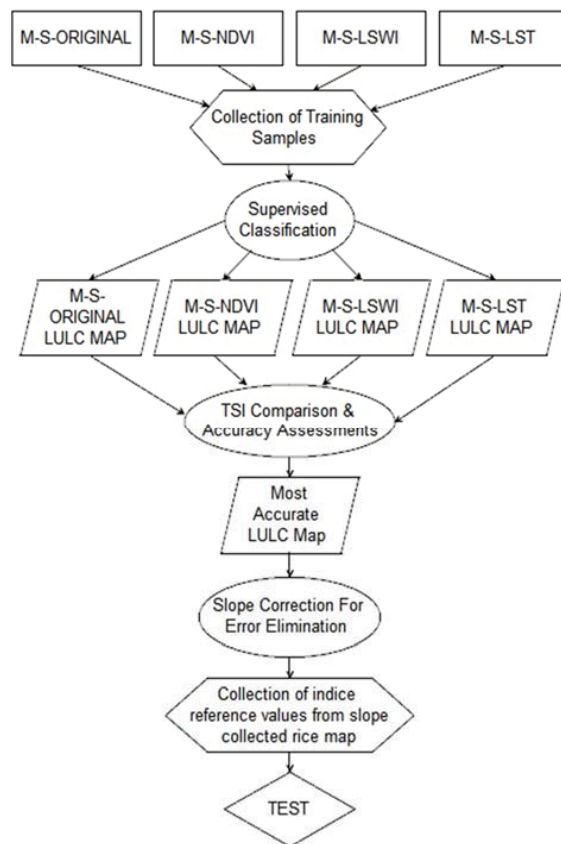 M-S-ORIGINAL
M-S-NDVI
M-S-LSWI
M-S-LST
Collection of Training
Samples
Supervised
Classification
M-S-
ORIGINAL
LULC MAP
M-S-NDVI
LULC MAP
M-S-LSWI
LULC MAP
M-S-LST
LULC MAP
TSI Comparison &
Accuracy Assessments
Most
Accurate
LULC Map
Slope Correction For
Error Elimination
Collection of indice
reference values from slope
collected rice map
TEST